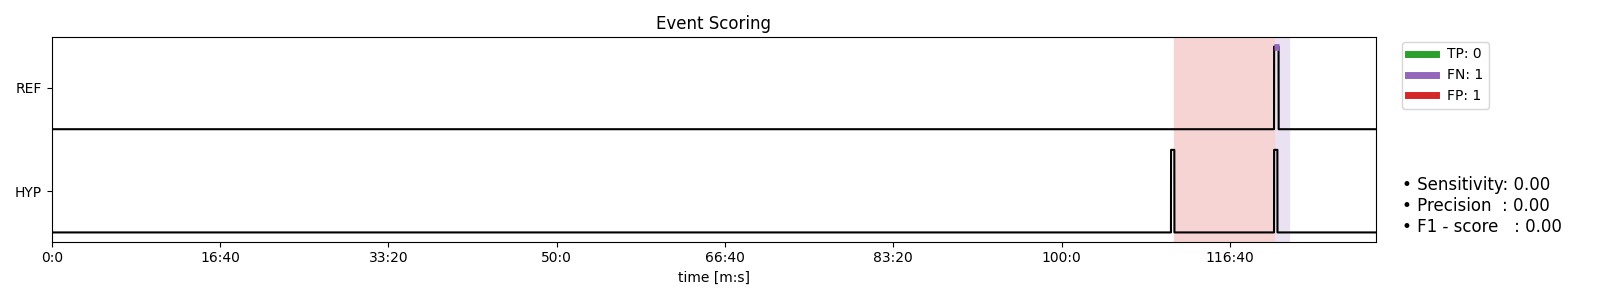 Event Scoring
REF
HYP
0:0
16:40
33:20
50:0
66:40
83:20
100:0
116:40
time [m:s]
TP: 0
FN: 1
FP: 1
• Sensitivity: 0.00
• Precision : 0.00
• F1 - score : 0.00